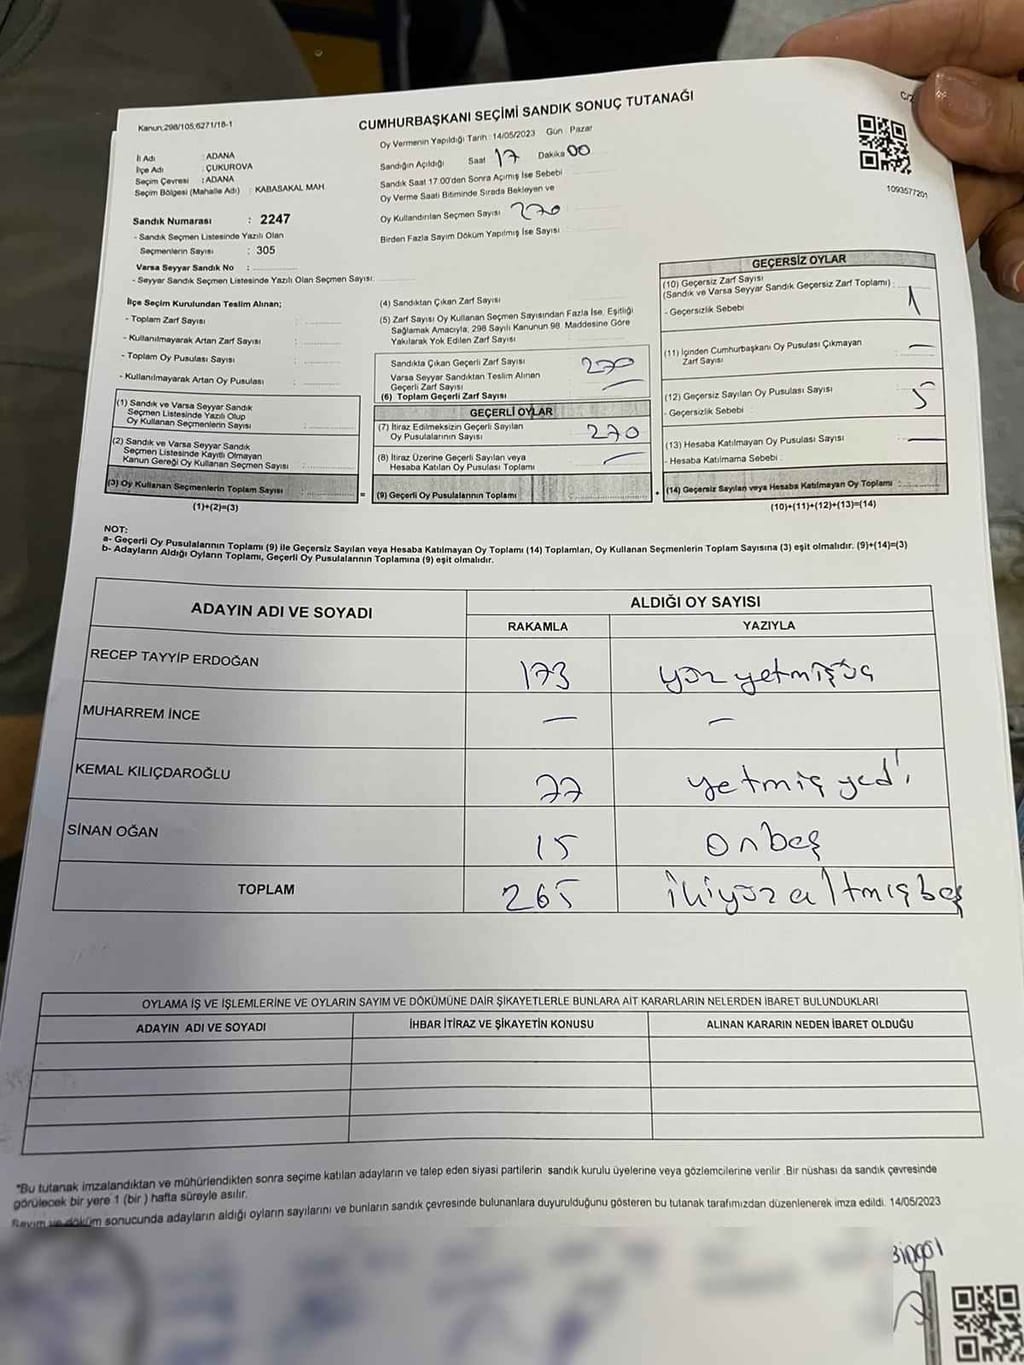 Kanun:298/105;6271/18-1
CUMHURBAŞKANI SEÇİMİ SANDIK SONUÇ TUTANAĞI
Oy Vermenin Yapıldığı Tarih : 14/05/2023 Gün : Pazar
İl Adı : ADANA
İlçe Adı : ÇUKUROVA
Seçim Çevresi : ADANA
Seçim Bölgesi (Mahalle Adı) : KABASAKAL MAH.
Sandık Numarası : 2247
- Sandık Seçmen Listesinde Yazılı Olan
Seçmenlerin Sayısı : 305
Varsa Seyyar Sandık No :
- Seyyar Sandık Seçmen Listesinde Yazılı Olan Seçmen Sayısı:
Sandığın Açıldığı Saat 17 Dakika 00
Sandık Saat 17.00'den Sonra Açımış İse Sebebi
Oy Verme Saati Bitiminde Sırada Bekleyen ve
Oy Kullandırılan Seçmen Sayısı 270
Birden Fazla Sayım Döküm Yapılmış İse Sayısı
1093577201
İlçe Seçim Kurulundan Teslim Alınan;
- Toplam Zarf Sayısı :
- Kullanılmayarak Artan Zarf Sayısı :
- Toplam Oy Pusulası Sayısı :
- Kullanılmayarak Artan Oy Pusulası :
(1) Sandık ve Varsa Seyyar Sandık
Seçmen Listesinde Yazılı Olup
Oy Kullanan Seçmenlerin Sayısı :
(2) Sandık ve Varsa Seyyar Sandık
Seçmen Listesinde Kayıtlı Olmayan
Kanun Gereği Oy Kullanan Seçmen Sayısı :
(3) Oy Kullanan Seçmenlerin Toplam Sayısı :
(1)+(2)=(3)
(4) Sandıktan Çıkan Zarf Sayısı
(5) Zarf Sayısı Oy Kullanan Seçmen Sayısından Fazla İse, Eşitliği
Sağlamak Amacıyla, 298 Sayılı Kanunun 98. Maddesine Göre
Yakılarak Yok Edilen Zarf Sayısı
Sandıkta Çıkan Geçerli Zarf Sayısı 270
Varsa Seyyar Sandıktan Teslim Alınan
Geçerli Zarf Sayısı —
(6) Toplam Geçerli Zarf Sayısı
GEÇERLİ OYLAR
(7) İtiraz Edilmeksizin Geçerli Sayılan
Oy Pusulalarının Sayısı 270
(8) İtiraz Üzerine Geçerli Sayılan veya
Hesaba Katılan Oy Pusulası Toplamı —
(9) Geçerli Oy Pusulalarının Toplamı
GEÇERSİZ OYLAR
(10) Geçersiz Zarf Sayısı
(Sandık ve Varsa Seyyar Sandık Geçersiz Zarf Toplamı) : 1
- Geçersizlik Sebebi
(11) İçinden Cumhurbaşkanı Oy Pusulası Çıkmayan
Zarf Sayısı —
(12) Geçersiz Sayılan Oy Pusulası Sayısı 5
- Geçersizlik Sebebi
(13) Hesaba Katılmayan Oy Pusulası Sayısı —
- Hesaba Katılmama Sebebi :
(14) Geçersiz Sayılan veya Hesaba Katılmayan Oy Toplamı :
(10)+(11)+(12)+(13)=(14)
NOT:
a- Geçerli Oy Pusulalarının Toplamı (9) ile Geçersiz Sayılan veya Hesaba Katılmayan Oy Toplamı (14) Toplamları, Oy Kullanan Seçmenlerin Toplam Sayısına (3) eşit olmalıdır. (9)+(14)=(3)
b- Adayların Aldığı Oyların Toplamı, Geçerli Oy Pusulalarının Toplamına (9) eşit olmalıdır.
ADAYIN ADI VE SOYADI
ALDIĞI OY SAYISI
RAKAMLA YAZIYLA
RECEP TAYYİP ERDOĞAN 173 yüz yetmişüç
MUHARREM İNCE — —
KEMAL KILIÇDAROĞLU 77 yetmiş yedi
SİNAN OĞAN 15 onbeş
TOPLAM 265 ikiyüz altmışbeş
OYLAMA İŞ VE İŞLEMLERİNE VE OYLARIN SAYIM VE DÖKÜMÜNE DAİR ŞİKAYETLERLE BUNLARA AİT KARARLARIN NELERDEN İBARET BULUNDUKLARI
ADAYIN ADI VE SOYADI İHBAR İTİRAZ VE ŞİKAYETİN KONUSU ALINAN KARARIN NEDEN İBARET OLDUĞU
*Bu tutanak imzalandıktan ve mühürlendikten sonra seçime katılan adayların ve talep eden siyasi partilerin sandık kurulu üyelerine veya gözlemcilerine verilir. Bir nüshası da sandık çevresinde
görülecek bir yere 1 (bir) hafta süreyle asılır.
Sayım ve döküm sonucunda adayların aldığı oyların sayılarını ve bunların sandık çevresinde bulunanlara duyurulduğunu gösteren bu tutanak tarafımızdan düzenlenerek imza edildi. 14/05/2023
Bingöl